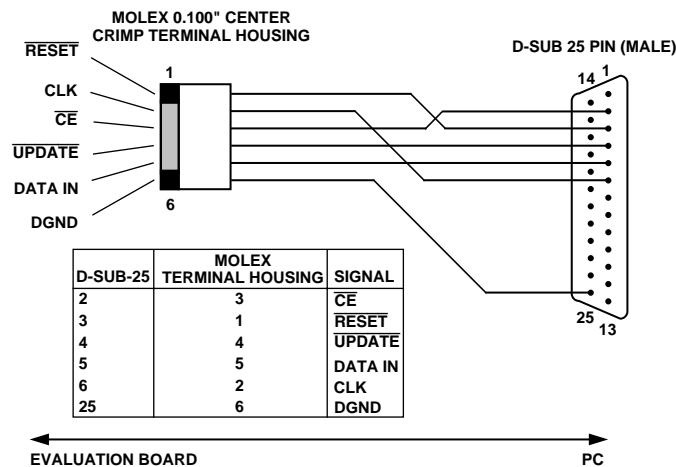 MOLEX 0.100" CENTER
CRIMP TERMINAL HOUSING
D-SUB 25 PIN (MALE)
RESET
CLK
CE
UPDATE
DATA IN
DGND
1
6
14
1
25
13
D-SUB-25 MOLEX TERMINAL HOUSING SIGNAL
2 3 CE
3 1 RESET
4 4 UPDATE
5 5 DATA IN
6 2 CLK
25 6 DGND
EVALUATION BOARD
PC